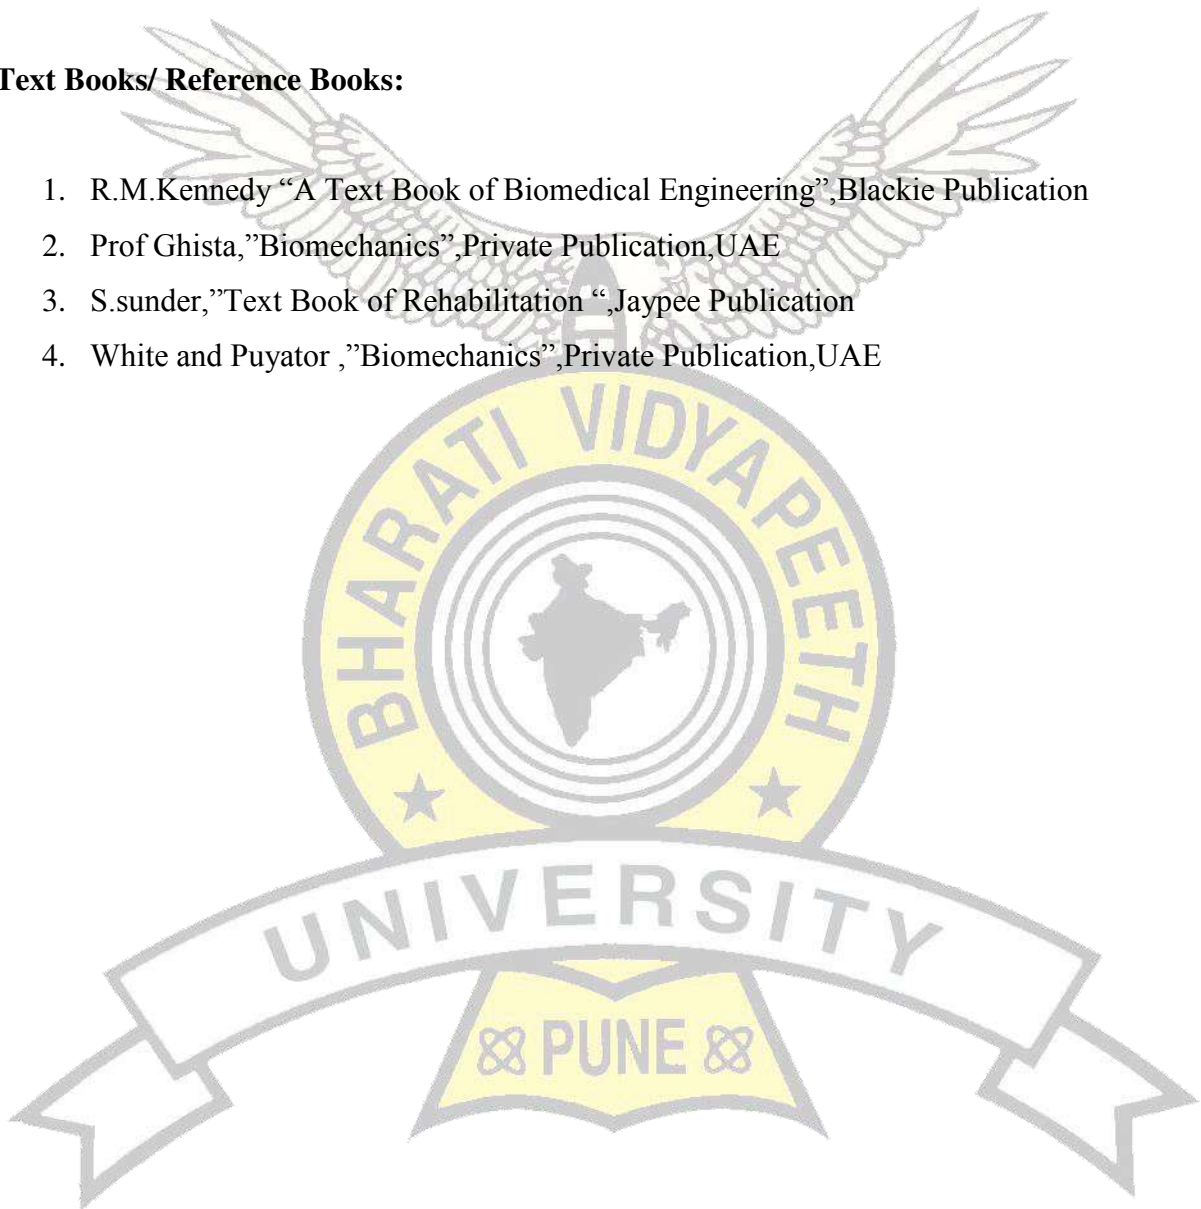 Text Books/ Reference Books:
1. R.M.Kennedy “A Text Book of Biomedical Engineering”,Blackie Publication
2. Prof Ghista,”Biomechanics”,Private Publication,UAE
3. S.sunder,”Text Book of Rehabilitation “,Jaypee Publication
4. White and Puyator ,”Biomechanics”,Private Publication,UAE
BHARATI VIDYAPEETH
UNIVERSITY
PUNE